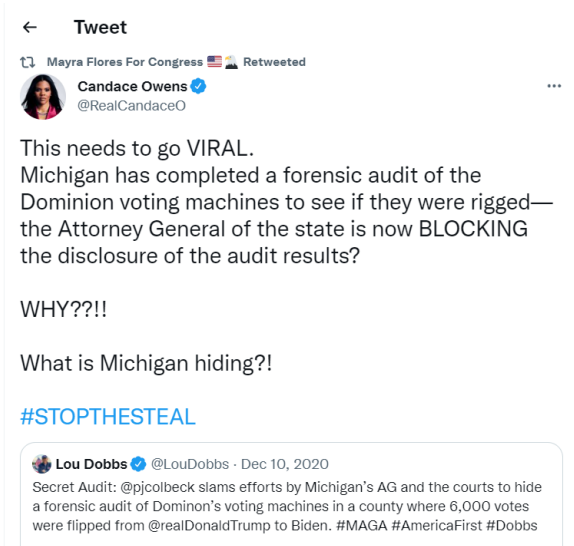 Tweet
Mayra Flores For Congress Retweeted
Candace Owens
@RealCandaceO
This needs to go VIRAL.
Michigan has completed a forensic audit of the
Dominion voting machines to see if they were rigged—
the Attorney General of the state is now BLOCKING
the disclosure of the audit results?
WHY??!!
What is Michigan hiding?!
#STOPTHESTEAL
Lou Dobbs @LouDobbs · Dec 10, 2020
Secret Audit: @pjcolbeck slams efforts by Michigan's AG and the courts to hide
a forensic audit of Dominon's voting machines in a county where 6,000 votes
were flipped from @realDonaldTrump to Biden. #MAGA #AmericaFirst #Dobbs